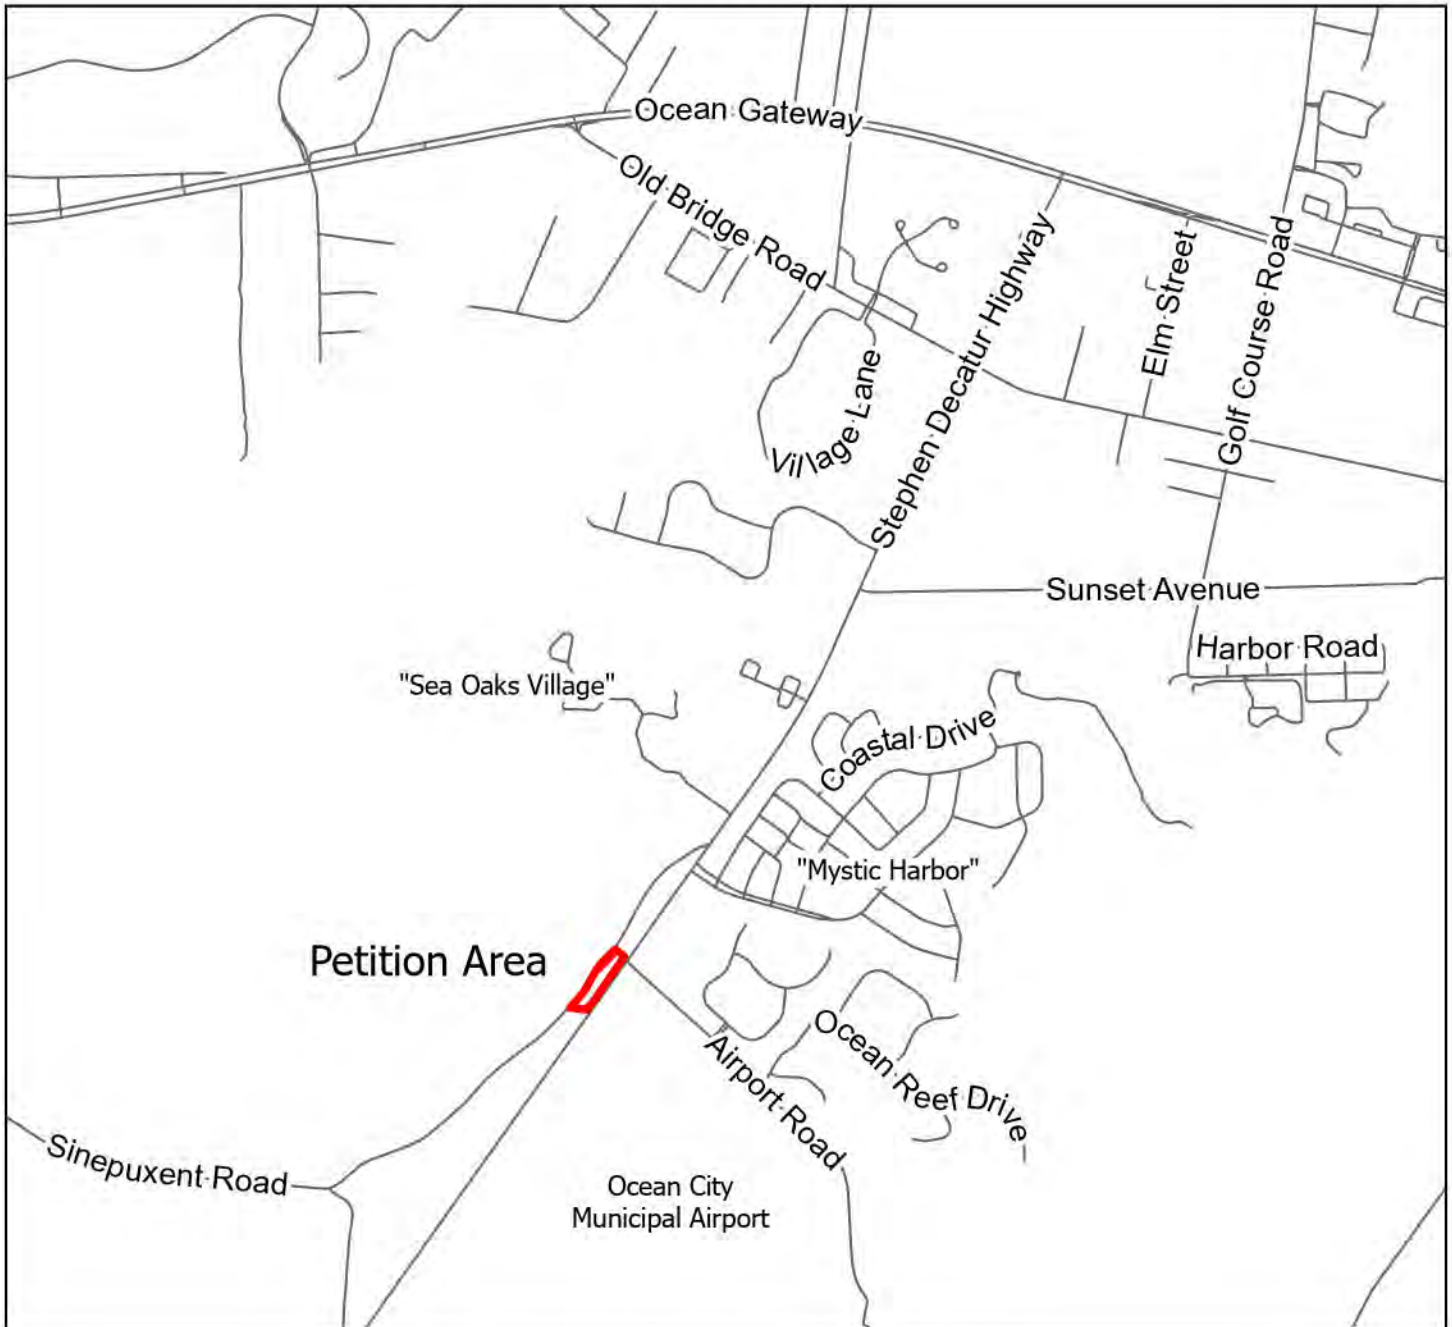 Ocean Gateway
Old Bridge Road
Stephen Decatur Highway
Elm Street
Golf Course Road
Village Lane
Sunset Avenue
Harbor Road
"Sea Oaks Village"
Coastal Drive
"Mystic Harbor"
Petition Area
Ocean Reef Drive
Airport Road
Sinepuxent Road
Ocean City
Municipal Airport